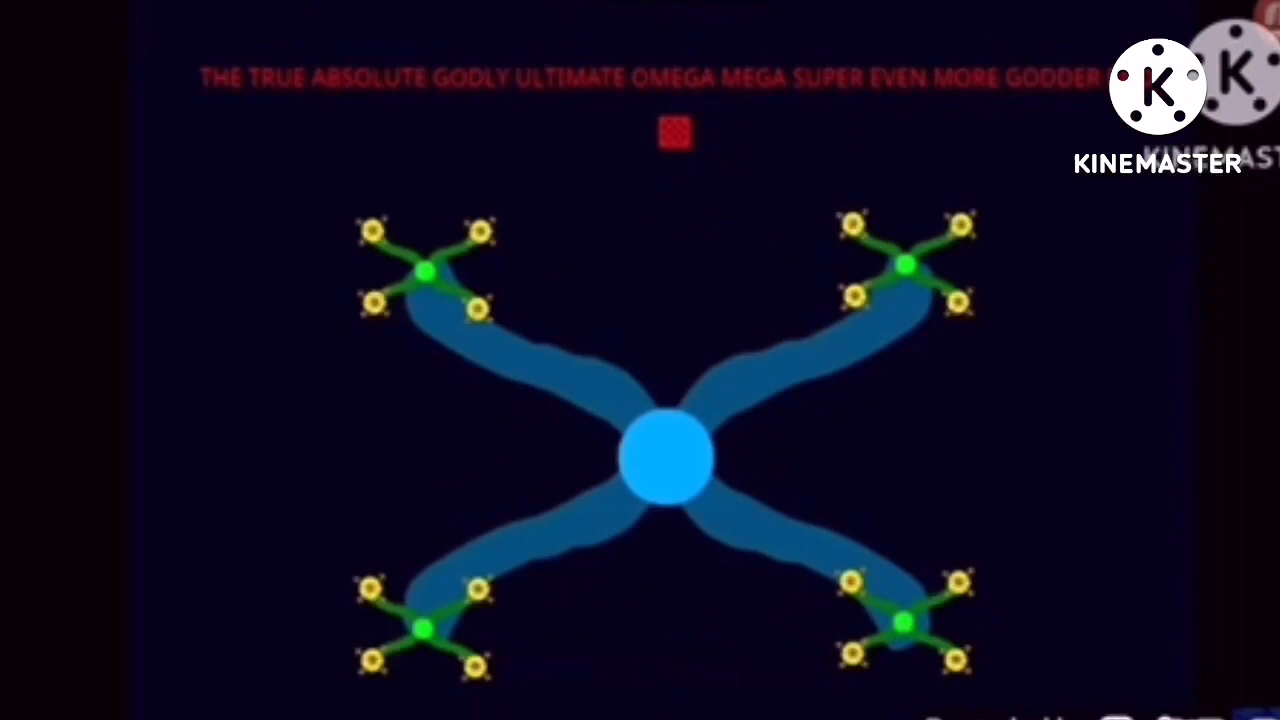 THE TRUE ABSOLUTE GODLY ULTIMATE OMEGA MEGA SUPER EVEN MORE GODDER
K
KINEMASTER
K